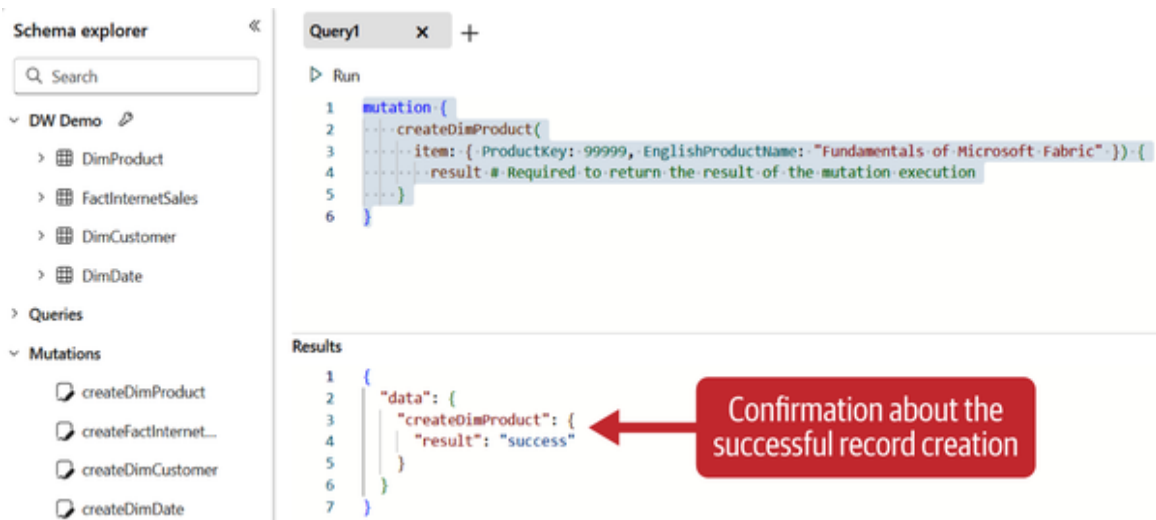 Schema explorer
Search
DW Demo
DimProduct
FactInternetSales
DimCustomer
DimDate
Queries
Mutations
createDimProduct
createFactInternet...
createDimCustomer
createDimDate
Query1
Run
1 mutation {
2 createDimProduct(
3 item: { ProductKey: 99999, EnglishProductName: "Fundamentals of Microsoft Fabric" }) {
4 result # Required to return the result of the mutation execution
5 }
6 }
Results
1 {
2 "data": {
3 "createDimProduct": {
4 "result": "success"
5 }
6 }
7 }
Confirmation about the
successful record creation